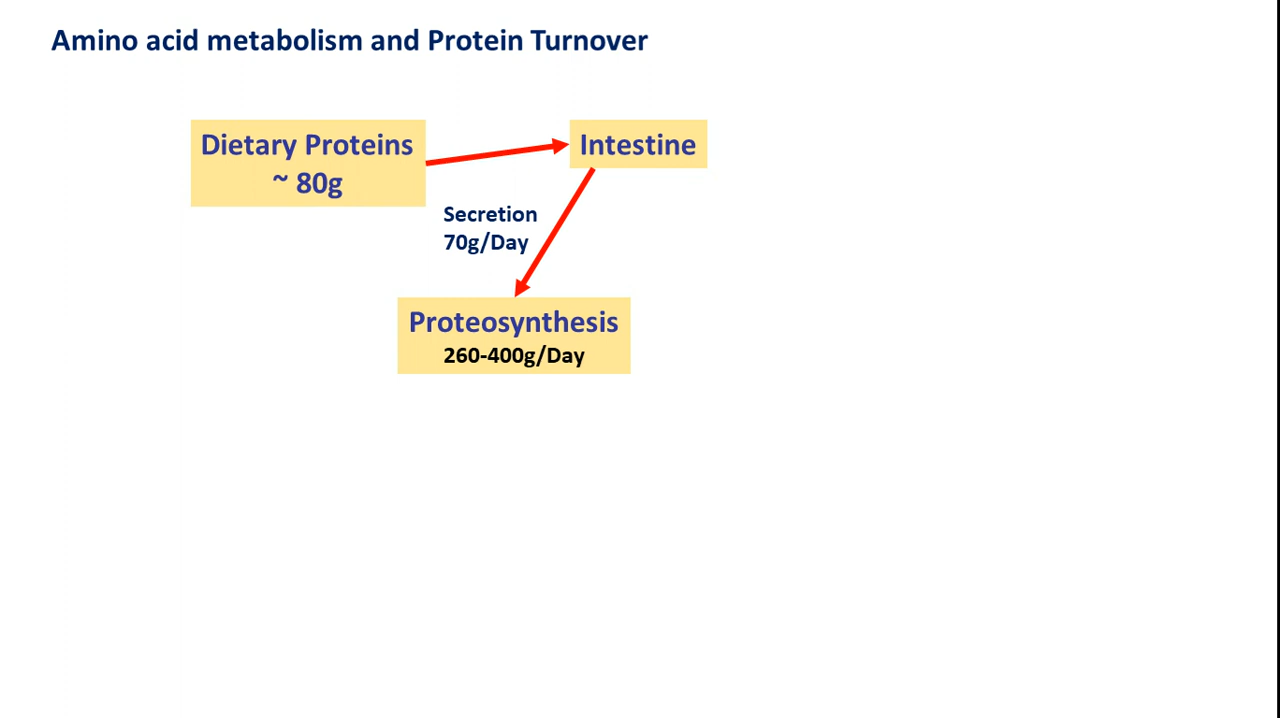 Amino acid metabolism and Protein Turnover
Dietary Proteins
~ 80g
Intestine
Secretion
70g/Day
Proteosynthesis
260-400g/Day